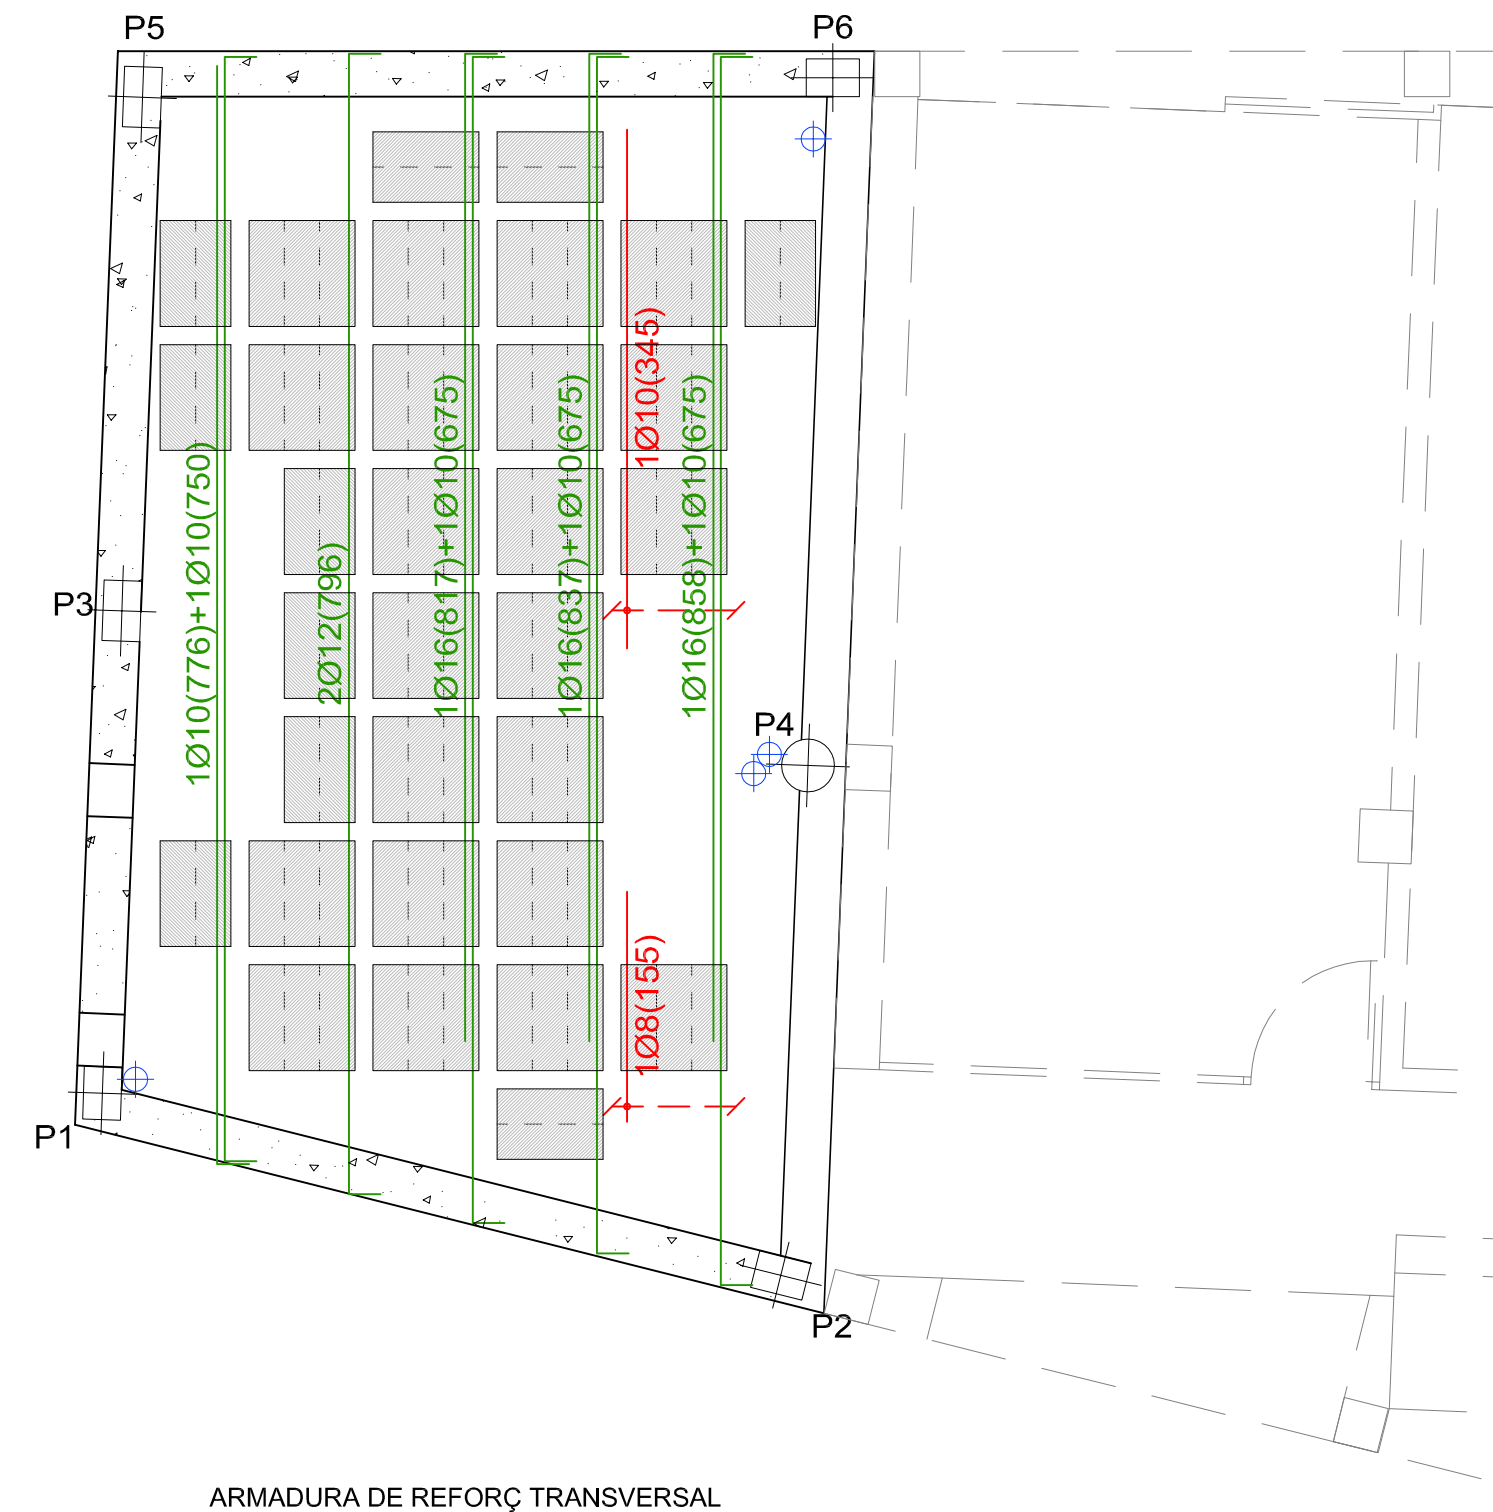 P5
P6
1Ø10(345)
1Ø10(776)+1Ø10(750)
2Ø12(796)
1Ø16(817)+1Ø10(675)
1Ø16(837)+1Ø10(675)
1Ø16(858)+1Ø10(675)
P3
P4
1Ø8(155)
P1
P2
ARMADURA DE REFORÇ TRANSVERSAL